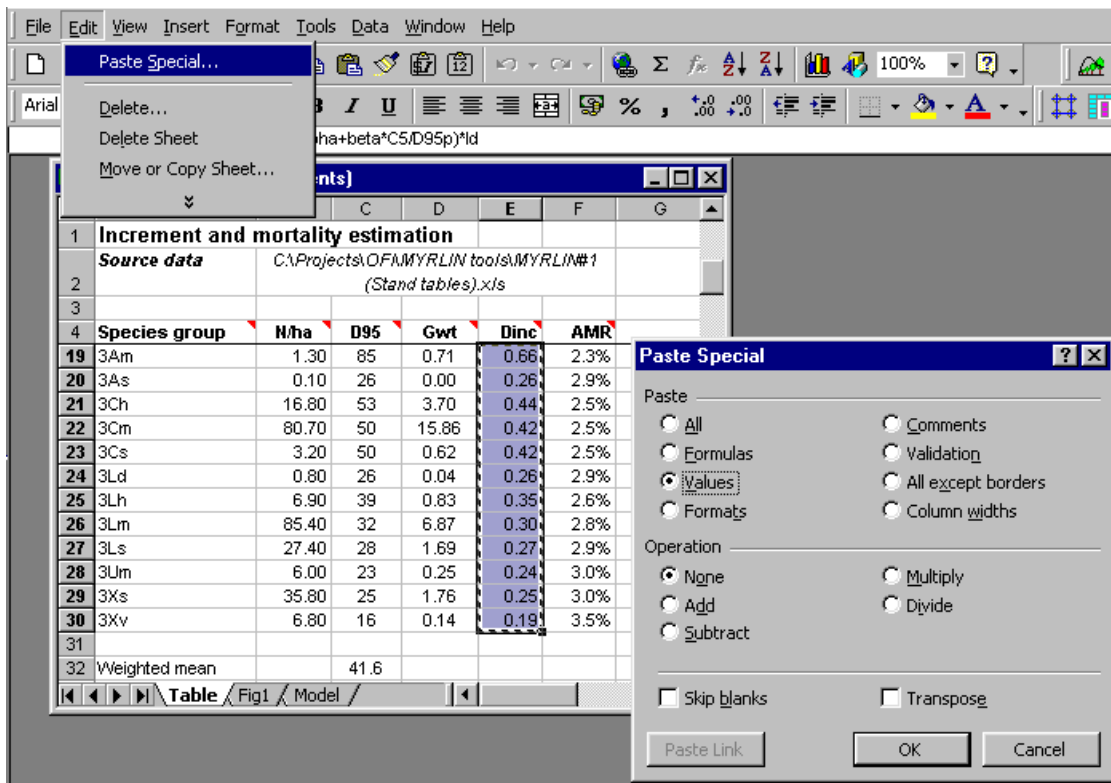 File Edit View Insert Format Tools Data Window Help
Paste Special...
Delete...
Delete Sheet
Move or Copy Sheet...
100%
Arial
B I U % ,
ha+beta*C5/D95p)*Id
ents)
C D E F G
1 Increment and mortality estimation
2 Source data C:\Projects\OFI\MYRLIN tools\MYRLIN#1
(Stand tables).xls
3
4 Species group N/ha D95 Gwt Dinc AMR
19 3Am 1.30 85 0.71 0.66 2.3%
20 3As 0.10 26 0.00 0.26 2.9%
21 3Ch 16.80 53 3.70 0.44 2.5%
22 3Cm 80.70 50 15.86 0.42 2.5%
23 3Cs 3.20 50 0.62 0.42 2.5%
24 3Ld 0.80 26 0.04 0.26 2.9%
25 3Lh 6.90 39 0.83 0.35 2.6%
26 3Lm 85.40 32 6.87 0.30 2.8%
27 3Ls 27.40 28 1.69 0.27 2.9%
28 3Um 6.00 23 0.25 0.24 3.0%
29 3Xs 35.80 25 1.76 0.25 3.0%
30 3Xv 6.80 16 0.14 0.19 3.5%
31
32 Weighted mean 41.6
Table Fig1 Model
Paste Special
Paste
All Comments
Formulas Validation
Values All except borders
Formats Column widths
Operation
None Multiply
Add Divide
Subtract
Skip blanks Transpose
Paste Link OK Cancel